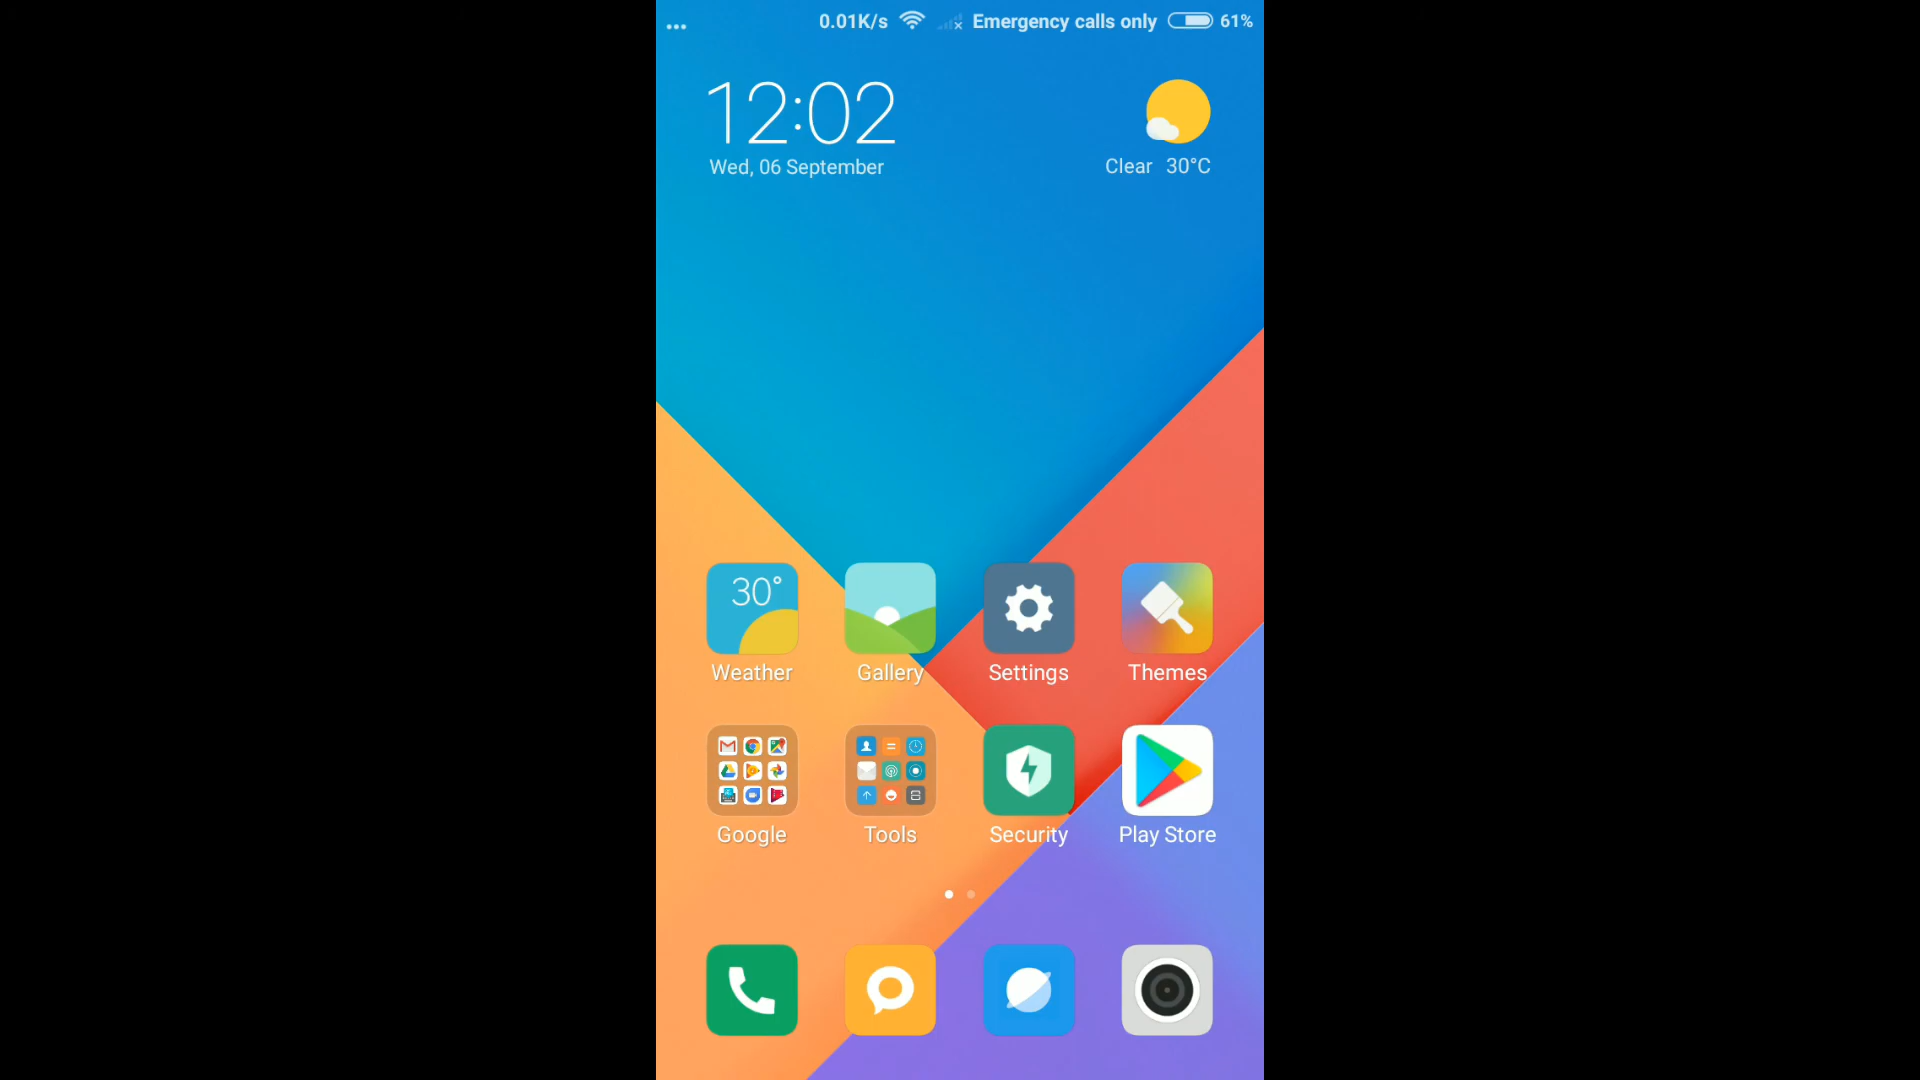 ... 0.01K/s Emergency calls only 61%
12:02
Wed, 06 September
Clear 30°C
30°
Weather Gallery Settings Themes
Google Tools Security Play Store